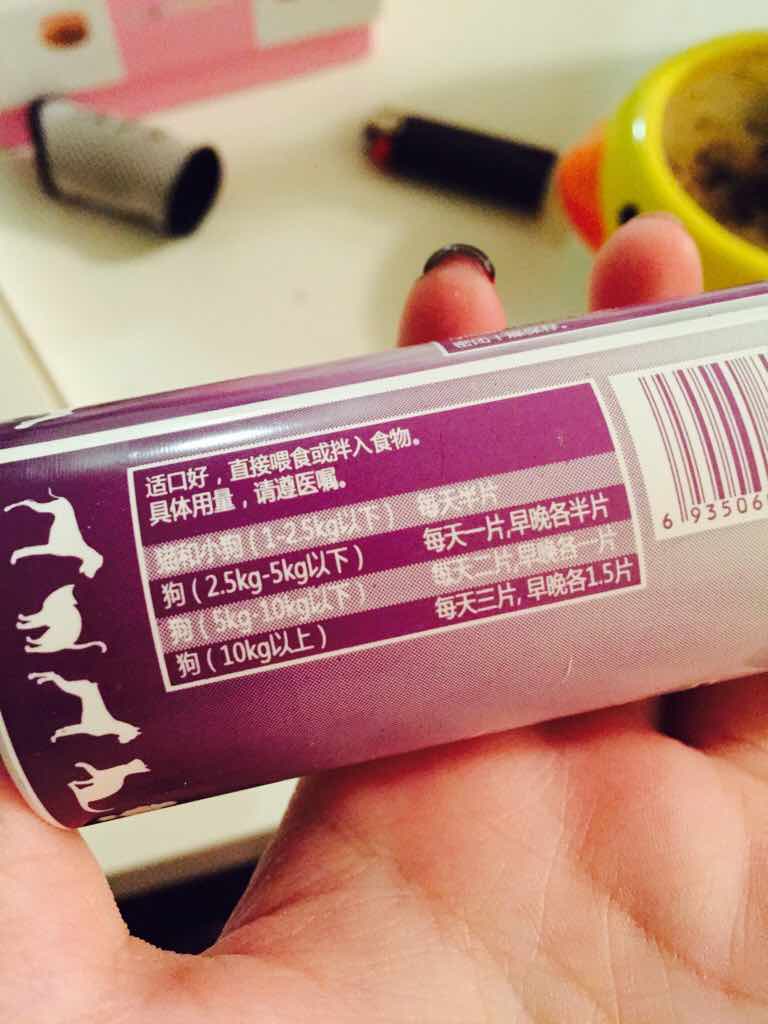 适口好，直接喂食或拌入食物。
具体用量，请遵医嘱。
猫和小狗（1-2.5kg以下） 每天半片
狗（2.5kg-5kg以下） 每天一片,早晚各半片
狗（5kg-10kg以下） 每天二片,早晚各一片
狗（10kg以上） 每天三片,早晚各1.5片
6 93506